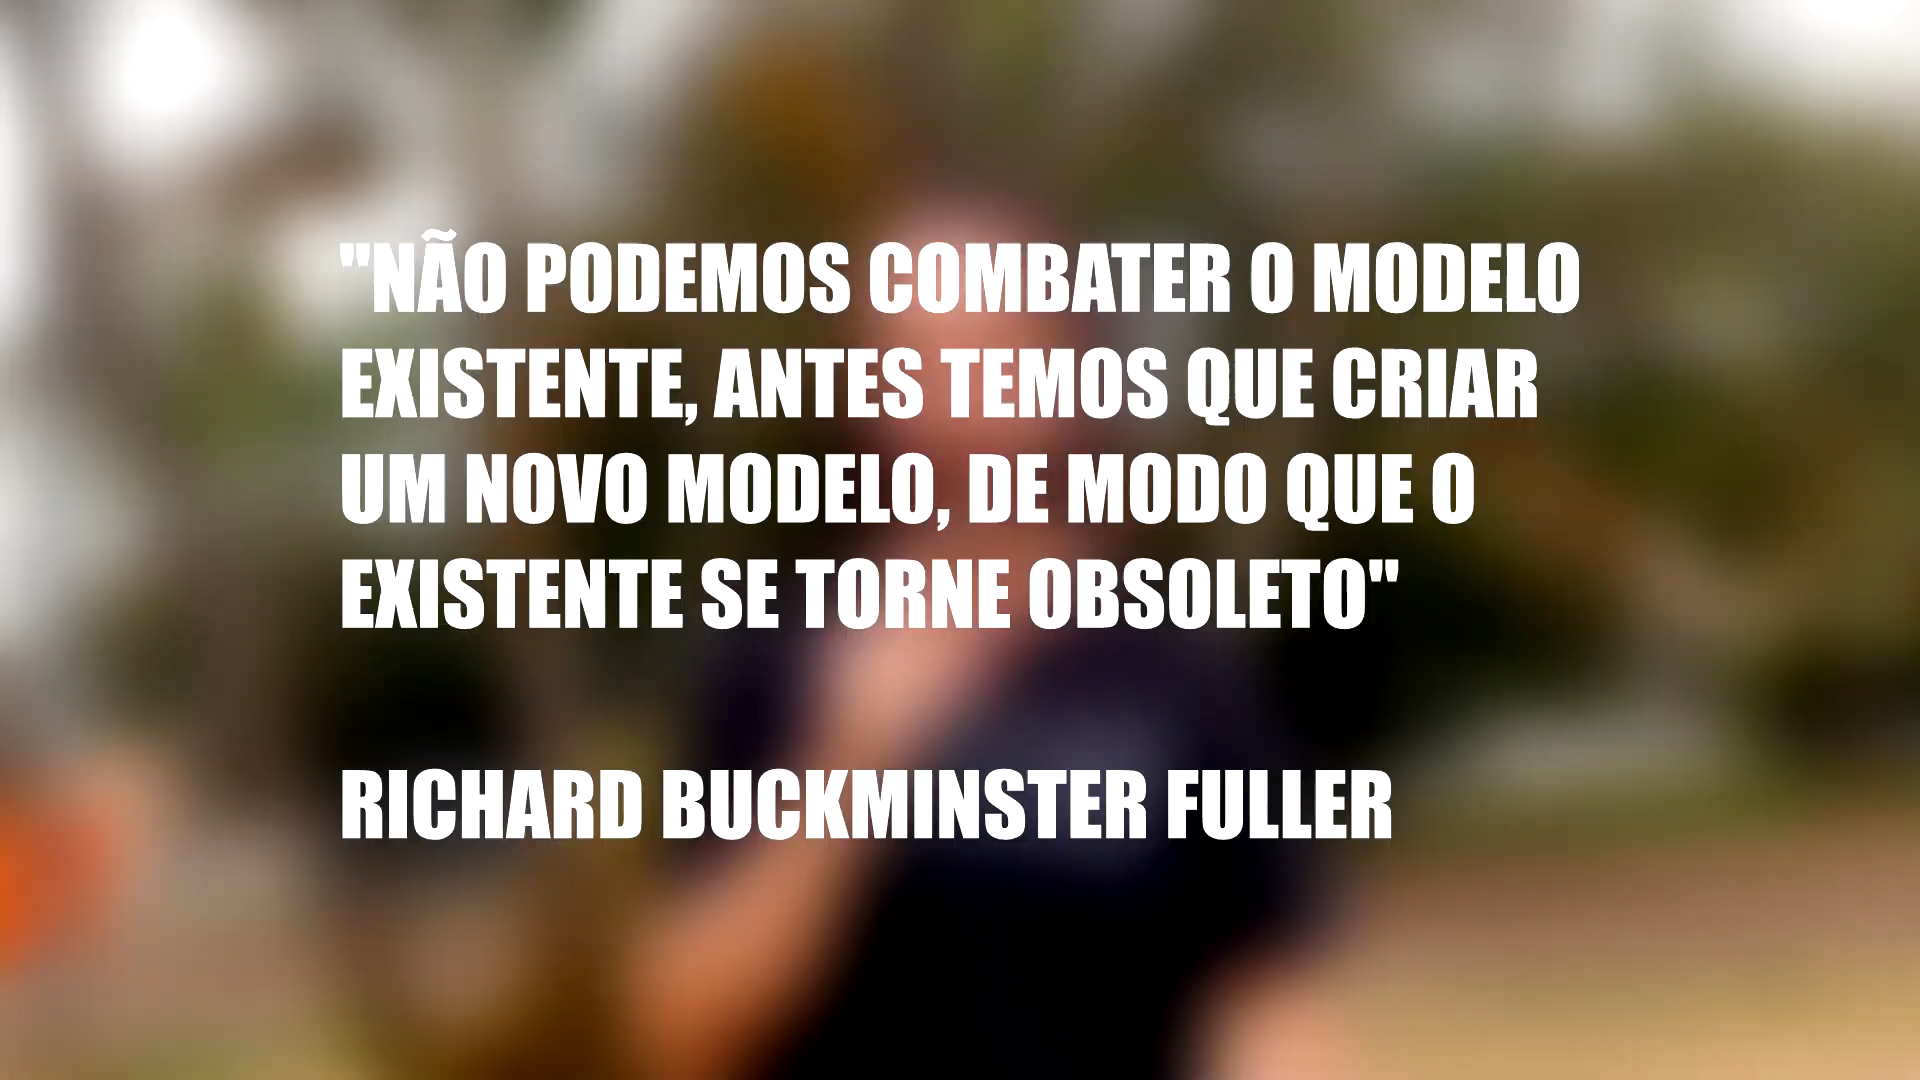 "NÃO PODEMOS COMBATER O MODELO
EXISTENTE, ANTES TEMOS QUE CRIAR
UM NOVO MODELO, DE MODO QUE O
EXISTENTE SE TORNE OBSOLETO"
RICHARD BUCKMINSTER FULLER